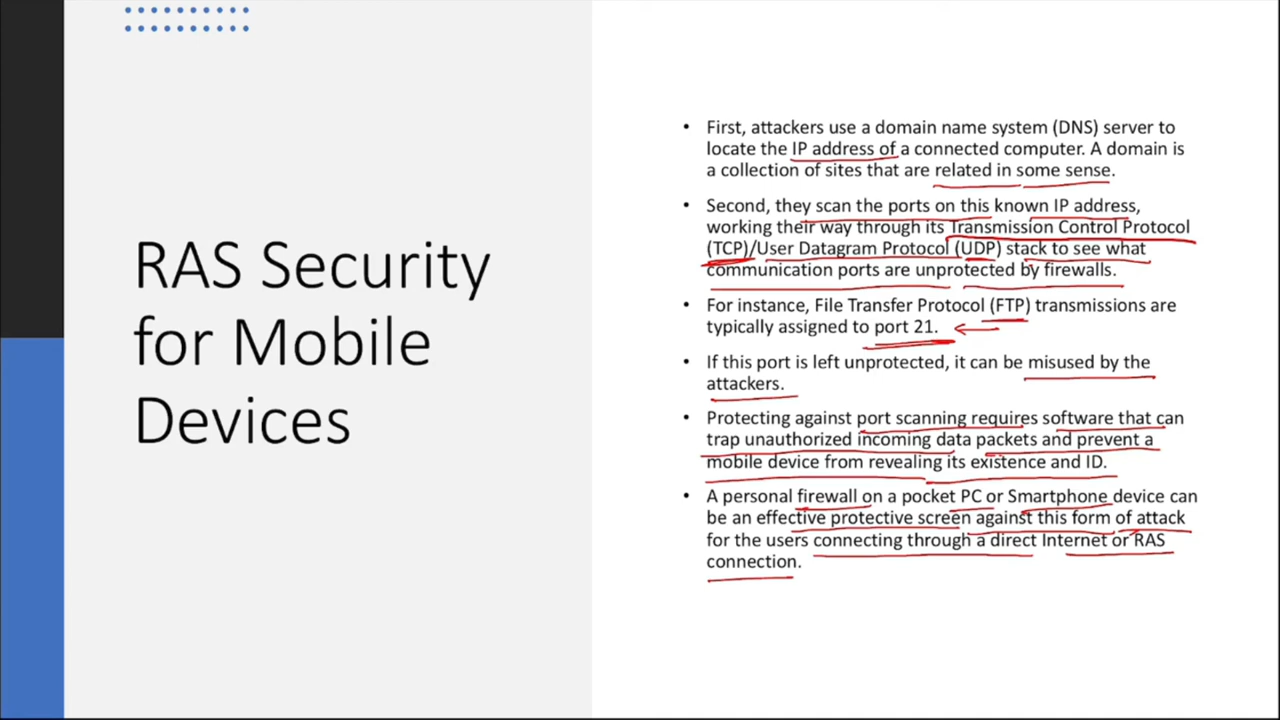 RAS Security
for Mobile
Devices
• First, attackers use a domain name system (DNS) server to
locate the IP address of a connected computer. A domain is
a collection of sites that are related in some sense.
• Second, they scan the ports on this known IP address,
working their way through its Transmission Control Protocol
(TCP)/User Datagram Protocol (UDP) stack to see what
communication ports are unprotected by firewalls.
• For instance, File Transfer Protocol (FTP) transmissions are
typically assigned to port 21.
• If this port is left unprotected, it can be misused by the
attackers.
• Protecting against port scanning requires software that can
trap unauthorized incoming data packets and prevent a
mobile device from revealing its existence and ID.
• A personal firewall on a pocket PC or Smartphone device can
be an effective protective screen against this form of attack
for the users connecting through a direct Internet or RAS
connection.